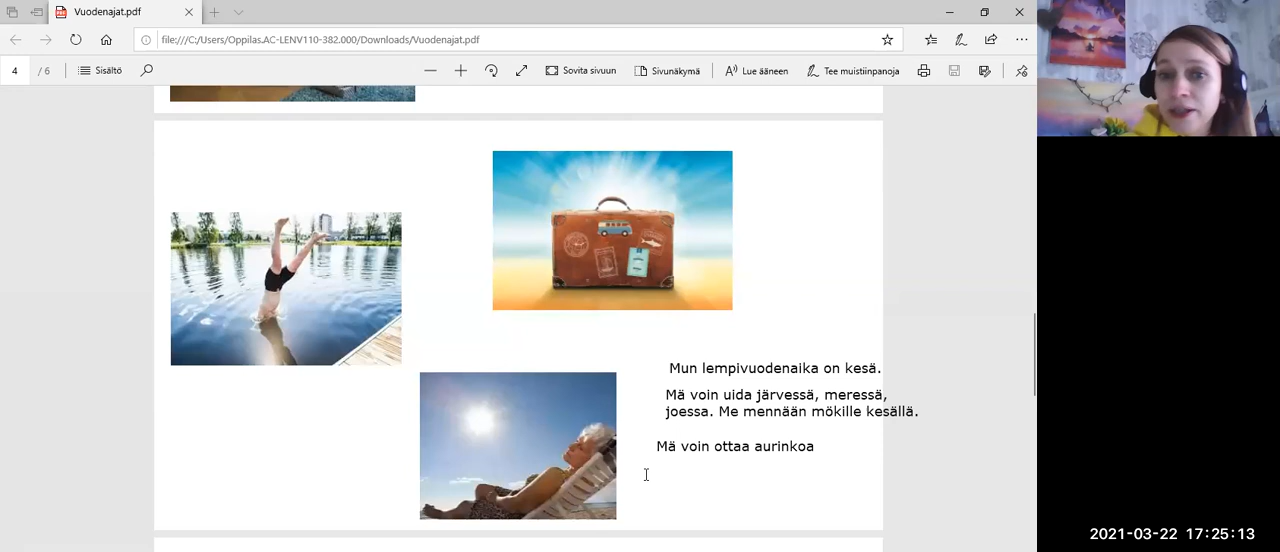 Vuodenajat.pdf
file:///C:/Users/Oppilas.AC-LENV110-382.000/Downloads/Vuodenajat.pdf
4 / 6 Sisältö Sovita sivuun Sivunäkymä Lue ääneen Tee muistiinpanoja
Mun lempivuodenaika on kesä.
Mä voin uida järvessä, meressä,
joessa. Me mennään mökille kesällä.
Mä voin ottaa aurinkoa
2021-03-22 17:25:13